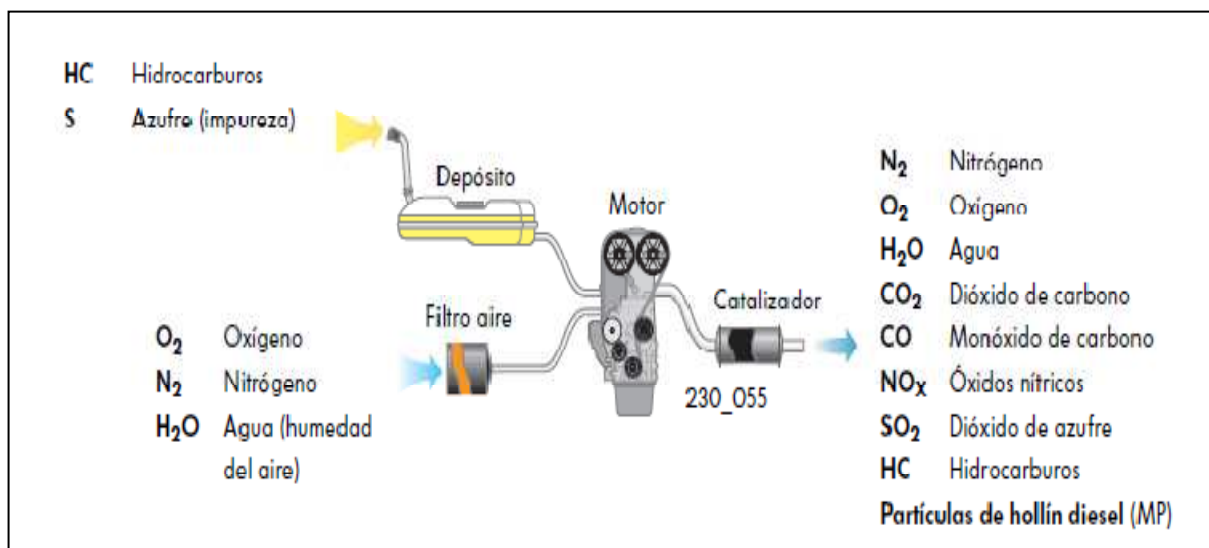 HC Hidrocarburos
S Azufre (impureza)
Depósito
Motor
Filtro aire
Catalizador
230_055
O2 Oxígeno
N2 Nitrógeno
H2O Agua (humedad
del aire)
N2 Nitrógeno
O2 Oxígeno
H2O Agua
CO2 Dióxido de carbono
CO Monóxido de carbono
NOX Óxidos nítricos
SO2 Dióxido de azufre
HC Hidrocarburos
Partículas de hollín diesel (MP)